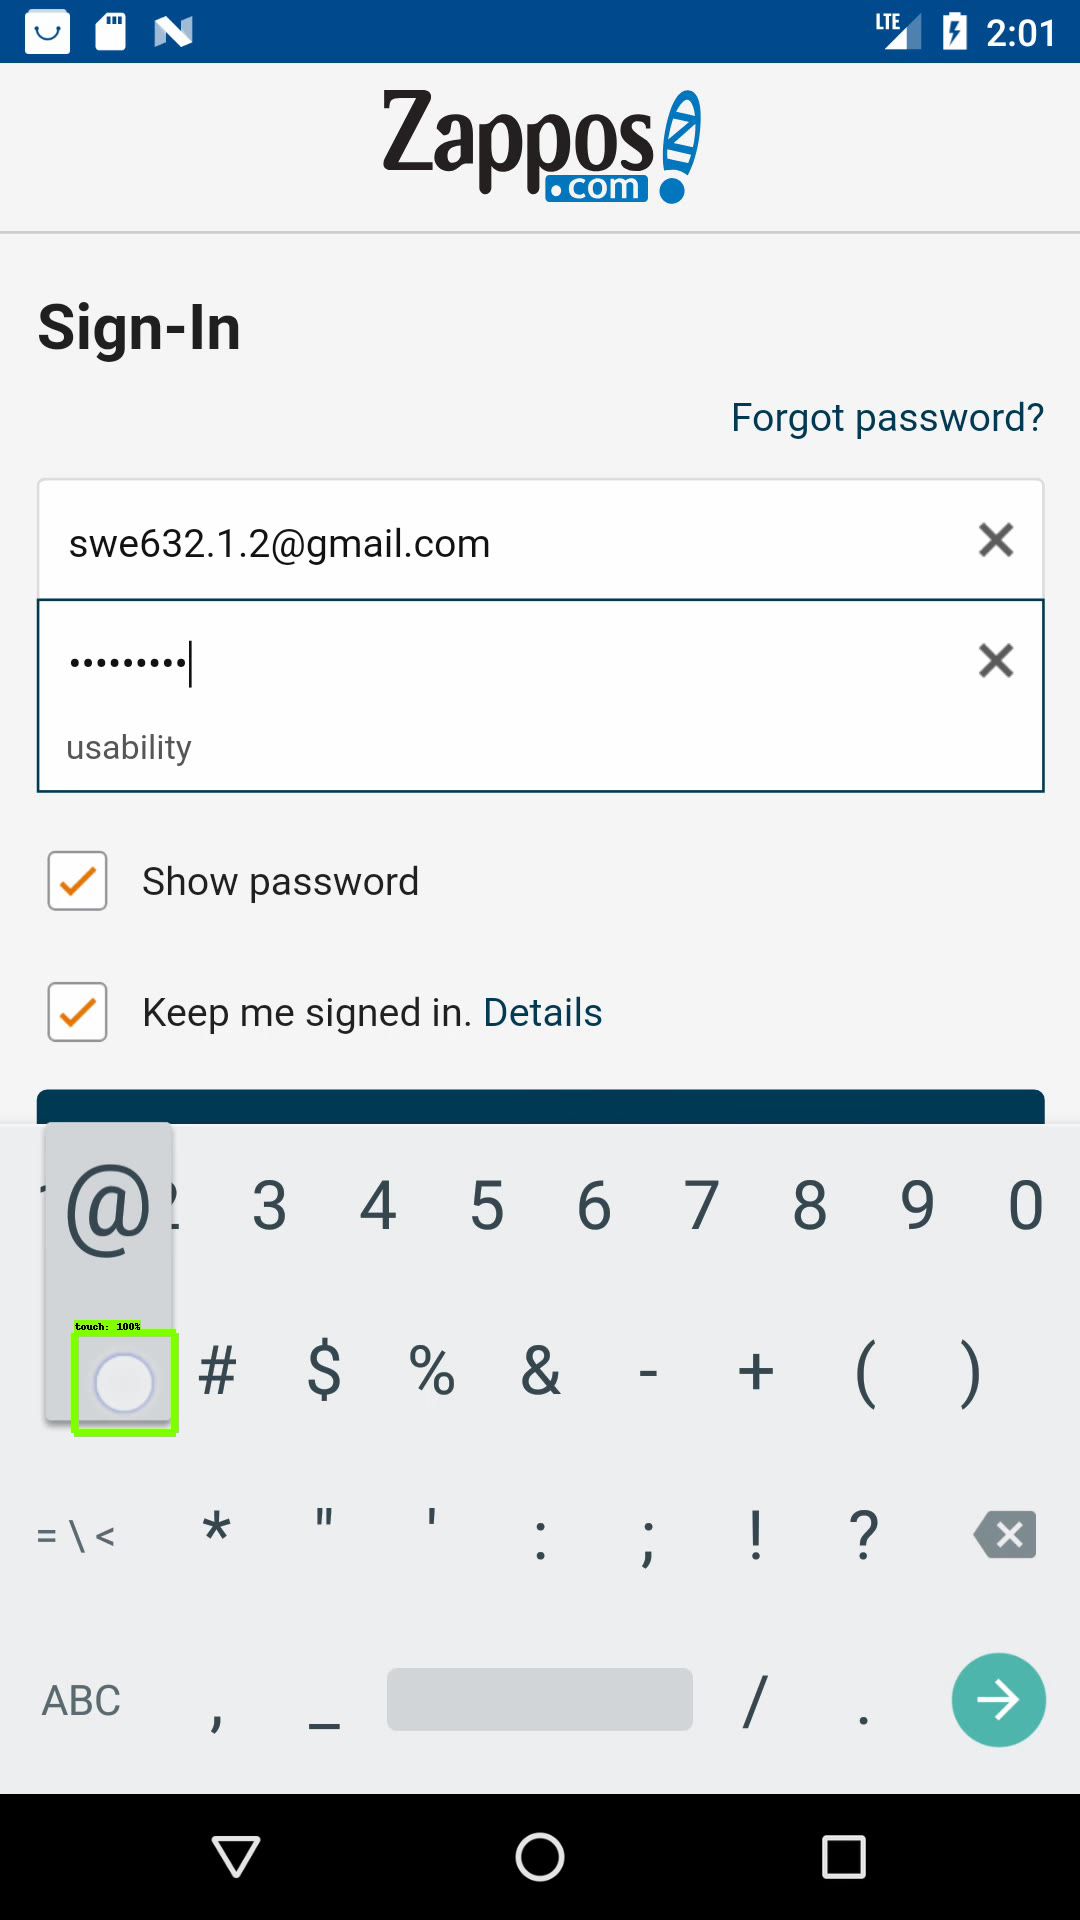 LTE 2:01
Zappos
.com
Sign-In
Forgot password?
swe632.1.2@gmail.com
•••••••••
usability
Show password
Keep me signed in. Details
@ 3 4 5 6 7 8 9 0
touch: 100%
# $ % & - + ( )
= \ < * " ' : ; ! ?
ABC , _ / .